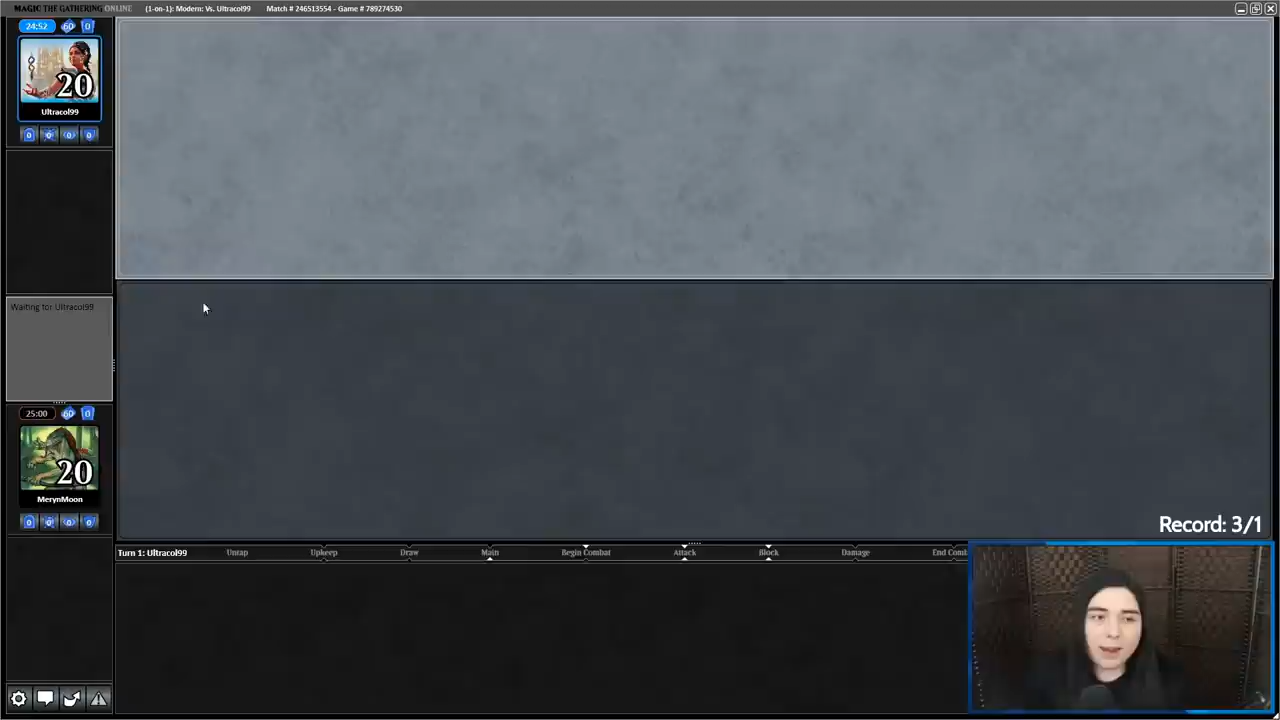 MAGIC THE GATHERING ONLINE (1-on-1): Modern: Vs. Ultracol99 Match # 246513554 - Game # 789274530
24:52 60 0
20
Ultracol99
0 0 0 0
Waiting for Ultracol99
25:00 60 0
20
MerynMoon
0 0 0 0
Record: 3/1
Turn 1: Ultracol99 Untap Upkeep Draw Main Begin Combat Attack Block Damage End Comb